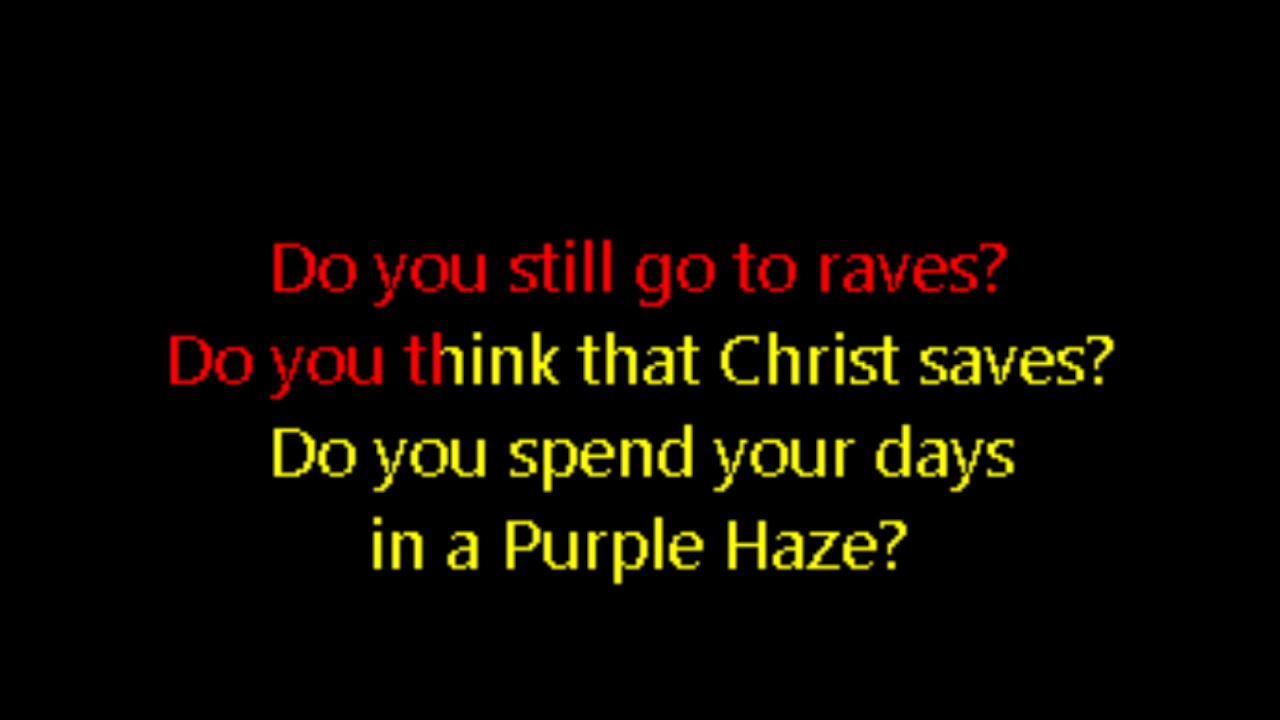 Do you still go to raves?
Do you think that Christ saves?
Do you spend your days
in a Purple Haze?